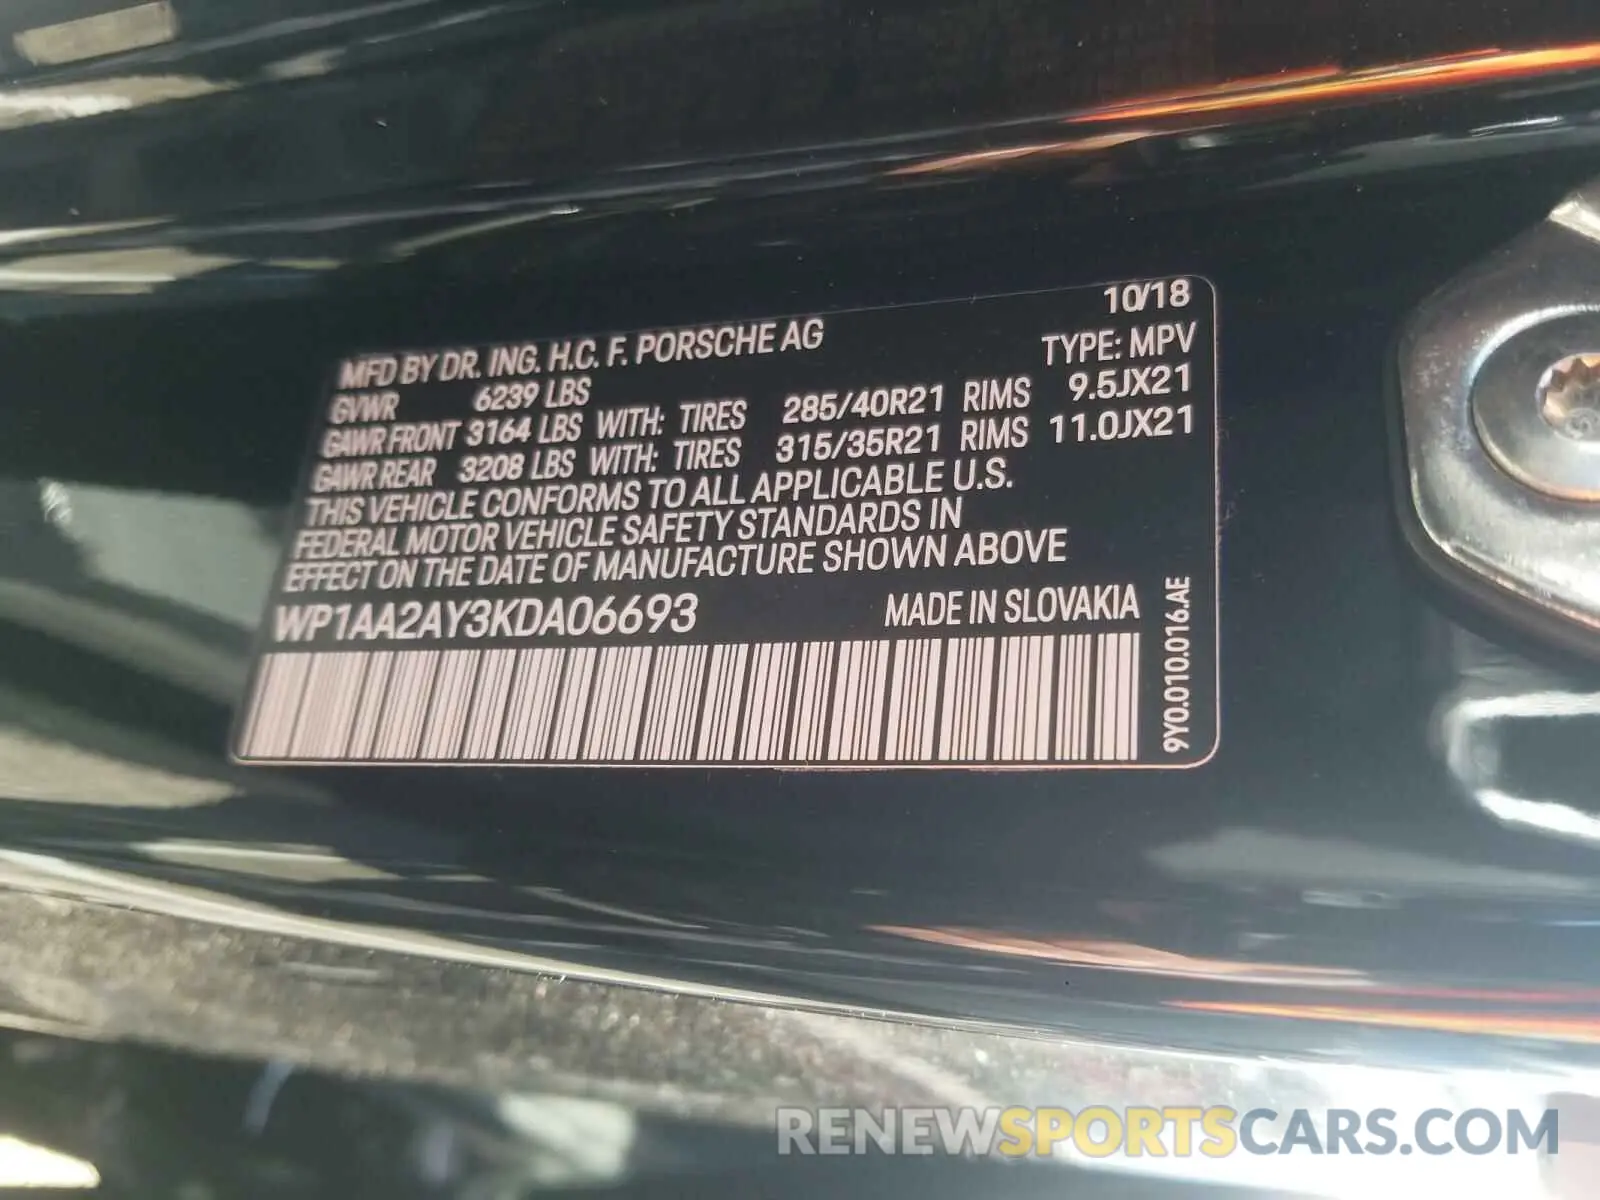 10/18
MFD BY DR. ING. H.C. F. PORSCHE AG TYPE: MPV
GVWR 6239 LBS
GAWR FRONT 3164 LBS WITH: TIRES 285/40R21 RIMS 9.5JX21
GAWR REAR 3208 LBS WITH: TIRES 315/35R21 RIMS 11.0JX21
THIS VEHICLE CONFORMS TO ALL APPLICABLE U.S.
FEDERAL MOTOR VEHICLE SAFETY STANDARDS IN
EFFECT ON THE DATE OF MANUFACTURE SHOWN ABOVE
WP1AA2AY3KDA06693 MADE IN SLOVAKIA
9Y0.010.016.AE
RENEWSPORTSCARS.COM